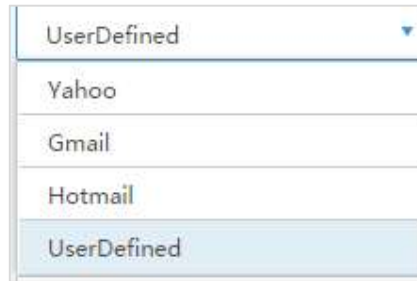 UserDefined
Yahoo
Gmail
Hotmail
UserDefined